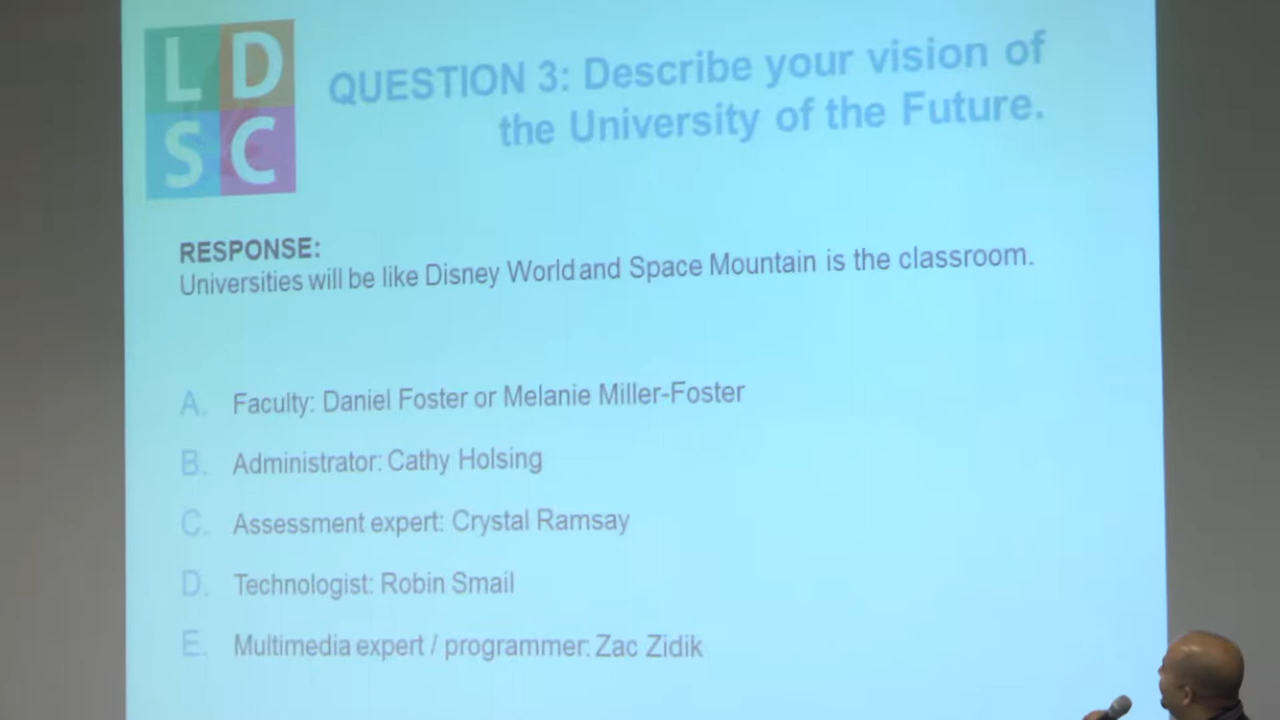 L D
S C
QUESTION 3: Describe your vision of
the University of the Future.
RESPONSE:
Universities will be like Disney World and Space Mountain is the classroom.
A. Faculty: Daniel Foster or Melanie Miller-Foster
B. Administrator: Cathy Holsing
C. Assessment expert: Crystal Ramsay
D. Technologist: Robin Smail
E. Multimedia expert / programmer: Zac Zidik